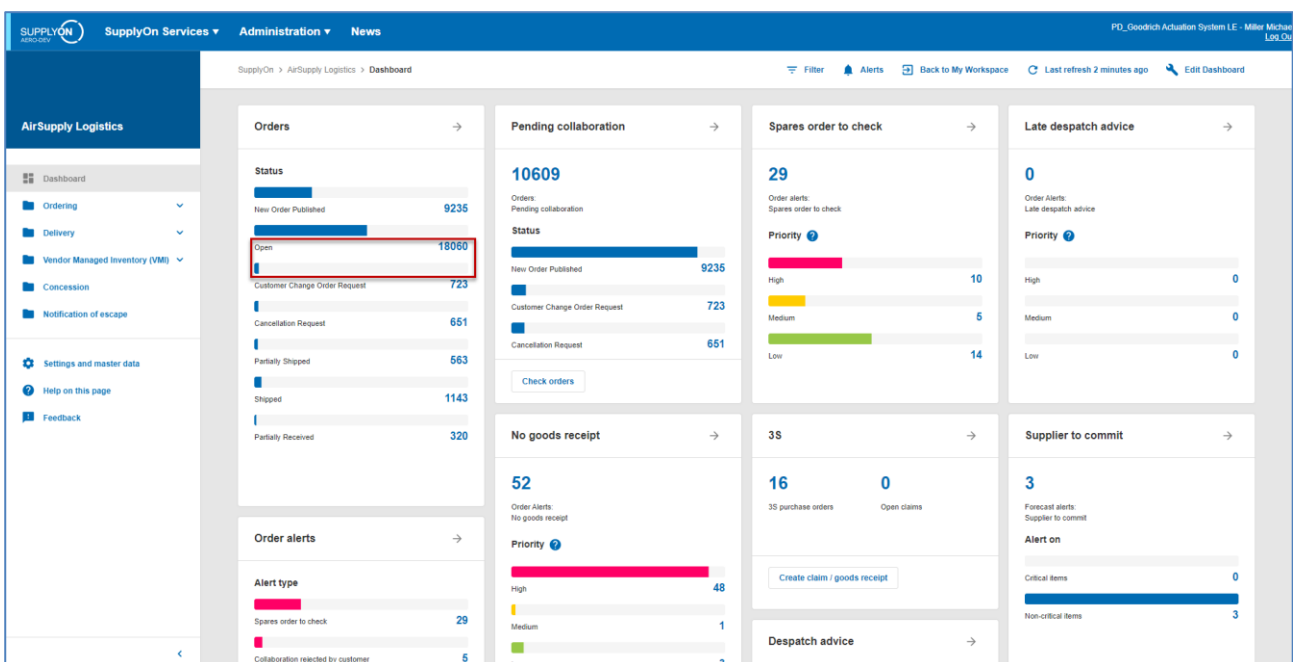 SUPPLYON
AERO-DEV
SupplyOn Services
Administration
News
PD_Goodrich Actuation System LE - Miller Michae
Log Ou
SupplyOn > AirSupply Logistics > Dashboard
Filter
Alerts
Back to My Workspace
Last refresh 2 minutes ago
Edit Dashboard
AirSupply Logistics
Dashboard
Ordering
Delivery
Vendor Managed Inventory (VMI)
Concession
Notification of escape
Settings and master data
Help on this page
Feedback
Orders
Status
New Order Published 9235
Open 18060
Customer Change Order Request 723
Cancellation Request 651
Partially Shipped 563
Shipped 1143
Partially Received 320
Order alerts
Alert type
Spares order to check 29
Collaboration rejected by customer 5
Pending collaboration
10609
Orders:
Pending collaboration
Status
New Order Published 9235
Customer Change Order Request 723
Cancellation Request 651
Check orders
No goods receipt
52
Order Alerts:
No goods receipt
Priority
High 48
Medium 1
Spares order to check
29
Order alerts:
Spares order to check
Priority
High 10
Medium 5
Low 14
3S
16 0
3S purchase orders Open claims
Create claim / goods receipt
Despatch advice
Late despatch advice
0
Order Alerts:
Late despatch advice
Priority
High 0
Medium 0
Low 0
Supplier to commit
3
Forecast alerts:
Supplier to commit
Alert on
Critical items 0
Non-critical items 3